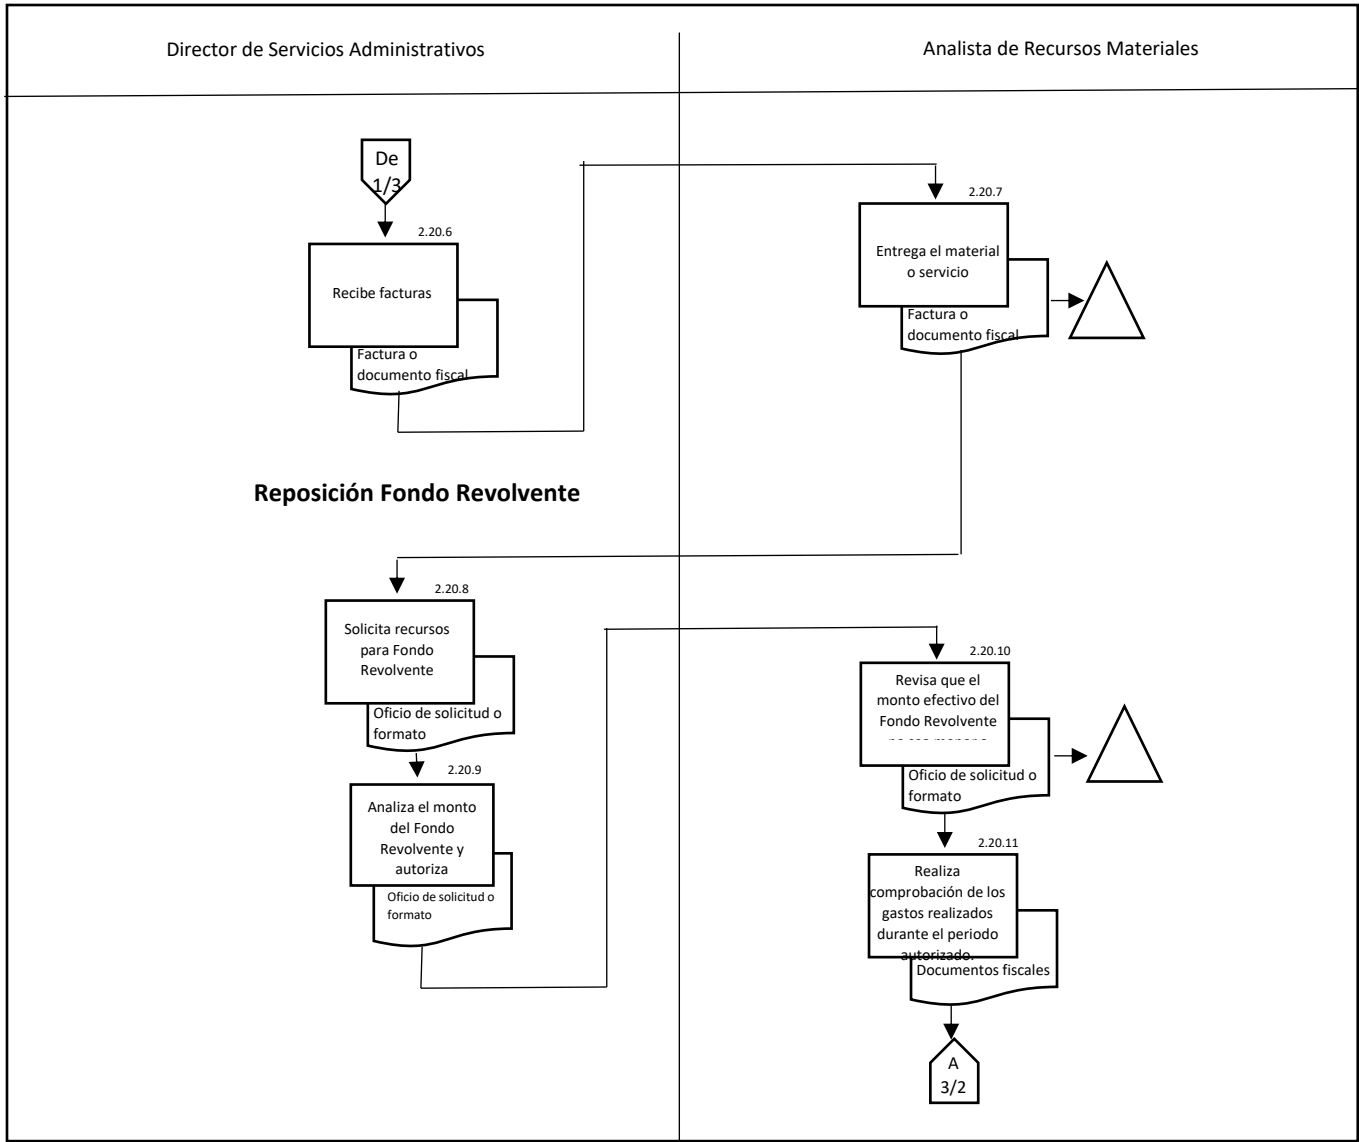 Director de Servicios Administrativos
Analista de Recursos Materiales
De
1/3
2.20.6
Recibe facturas
Factura o
documento fiscal
2.20.7
Entrega el material
o servicio
Factura o
documento fiscal
Reposición Fondo Revolvente
2.20.8
Solicita recursos
para Fondo
Revolvente
Oficio de solicitud o
formato
2.20.9
Analiza el monto
del Fondo
Revolvente y
autoriza
Oficio de solicitud o
formato
2.20.10
Revisa que el
monto efectivo del
Fondo Revolvente
Oficio de solicitud o
formato
2.20.11
Realiza
comprobación de los
gastos realizados
durante el periodo
autorizado.
Documentos fiscales
A
3/2